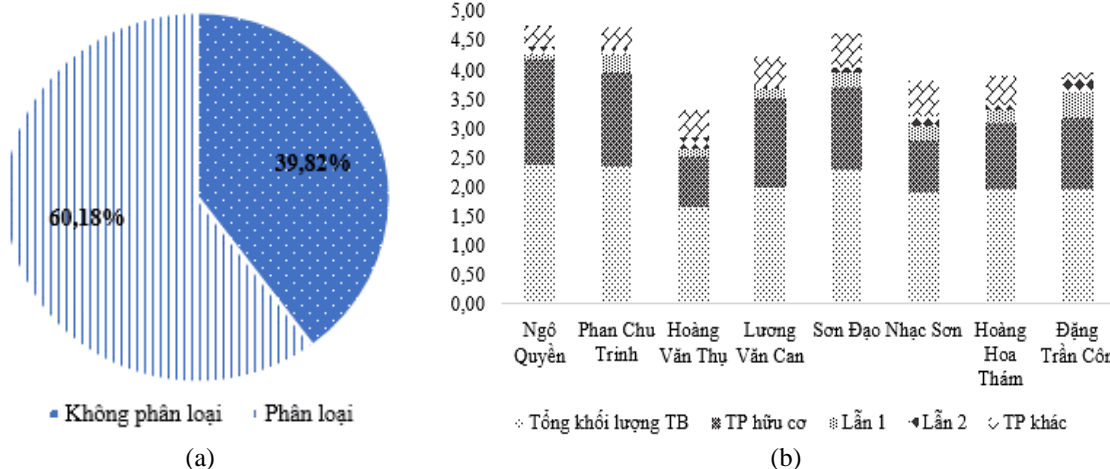 39,82%
60,18%
Không phân loại Phân loại
(a)
5,00
4,50
4,00
3,50
3,00
2,50
2,00
1,50
1,00
0,50
0,00
Ngô Quyền
Phan Chu Trinh
Hoàng Văn Thụ
Lương Văn Can
Sơn Đạo
Nhạc Sơn
Hoàng Hoa Thám
Đặng Trần Côn
Tổng khối lượng TB TP hữu cơ Lẫn 1 Lẫn 2 TP khác
(b)